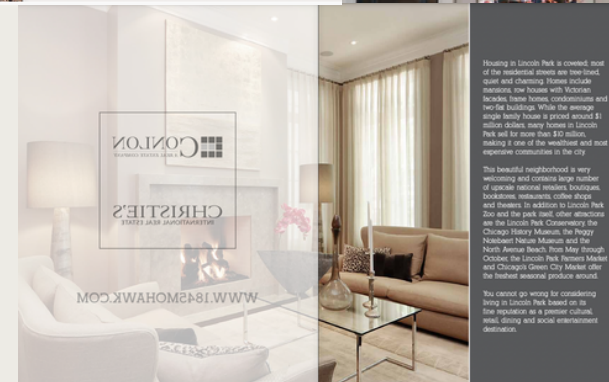 CONLON
A REAL ESTATE COMPANY
CHRISTIE'S
INTERNATIONAL REAL ESTATE
WWW.1845MOHAWK.COM
Housing in Lincoln Park is coveted; most
of the residential streets are tree-lined,
quiet and charming. Homes include
mansions, row houses with Victorian
facades, frame homes, condominiums and
two-flat buildings. While the average
single family house is priced around $1
million dollars, many homes in Lincoln
Park sell for more than $10 million,
making it one of the wealthiest and most
expensive communities in the city.
This beautiful neighborhood is very
welcoming and contains large number
of upscale national retailers, boutiques,
bookstores, restaurants, coffee shops
and theaters. In addition to Lincoln Park
Zoo and the park itself, other attractions
are the Lincoln Park Conservatory, the
Chicago History Museum, the Peggy
Notebaert Nature Museum and the
North Avenue Beach. From May through
October, the Lincoln Park Farmers Market
and Chicago's Green City Market offer
the freshest seasonal produce around.
You cannot go wrong for considering
living in Lincoln Park based on its
fine reputation as a premier cultural,
retail, dining and social entertainment
destination.